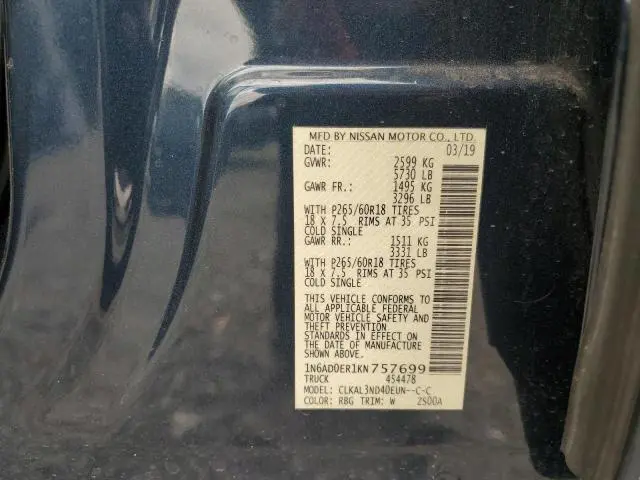 MFD BY NISSAN MOTOR CO., LTD.
DATE: 03/19
GVWR: 2599 KG
5730 LB
GAWR FR.: 1495 KG
3296 LB
WITH P265/60R18 TIRES
18 X 7.5 RIMS AT 35 PSI
COLD SINGLE
GAWR RR.: 1511 KG
3331 LB
WITH P265/60R18 TIRES
18 X 7.5 RIMS AT 35 PSI
COLD SINGLE
THIS VEHICLE CONFORMS TO
ALL APPLICABLE FEDERAL
MOTOR VEHICLE SAFETY AND
THEFT PREVENTION
STANDARDS IN EFFECT ON
THE DATE OF MANUFACTURE
SHOWN ABOVE.
1N6AD0ER1KN757699
TRUCK 454478
MODEL: CLKAL3ND40EUN--C-C
COLOR: RBG TRIM: W 2S00A